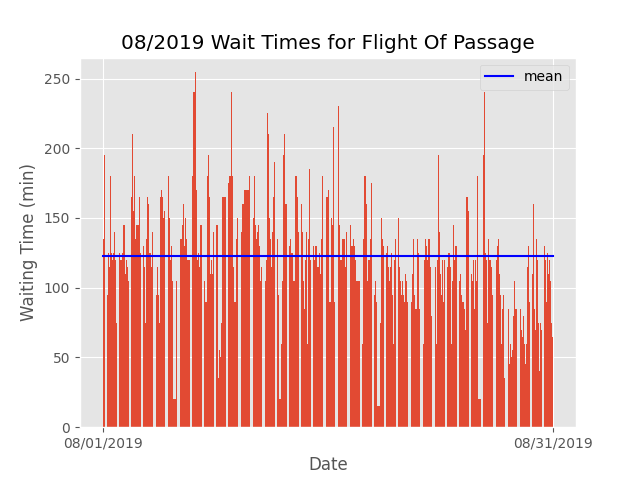 08/2019 Wait Times for Flight Of Passage
mean
250
200
150
100
50
0
Waiting Time (min)
08/01/2019
08/31/2019
Date